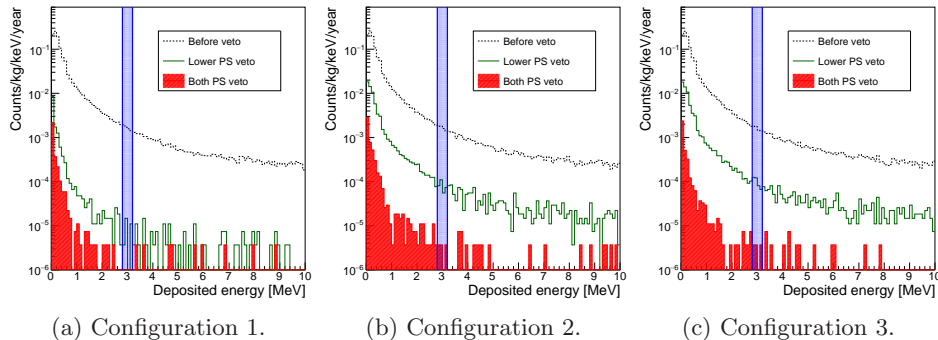 Counts/kg/keV/year
10⁻¹
10⁻²
10⁻³
10⁻⁴
10⁻⁵
10⁻⁶
Before veto
Lower PS veto
Both PS veto
0 1 2 3 4 5 6 7 8 9 10
Deposited energy [MeV]
(a) Configuration 1.
Counts/kg/keV/year
10⁻¹
10⁻²
10⁻³
10⁻⁴
10⁻⁵
10⁻⁶
Before veto
Lower PS veto
Both PS veto
0 1 2 3 4 5 6 7 8 9 10
Deposited energy [MeV]
(b) Configuration 2.
Counts/kg/keV/year
10⁻¹
10⁻²
10⁻³
10⁻⁴
10⁻⁵
10⁻⁶
Before veto
Lower PS veto
Both PS veto
0 1 2 3 4 5 6 7 8 9 10
Deposited energy [MeV]
(c) Configuration 3.